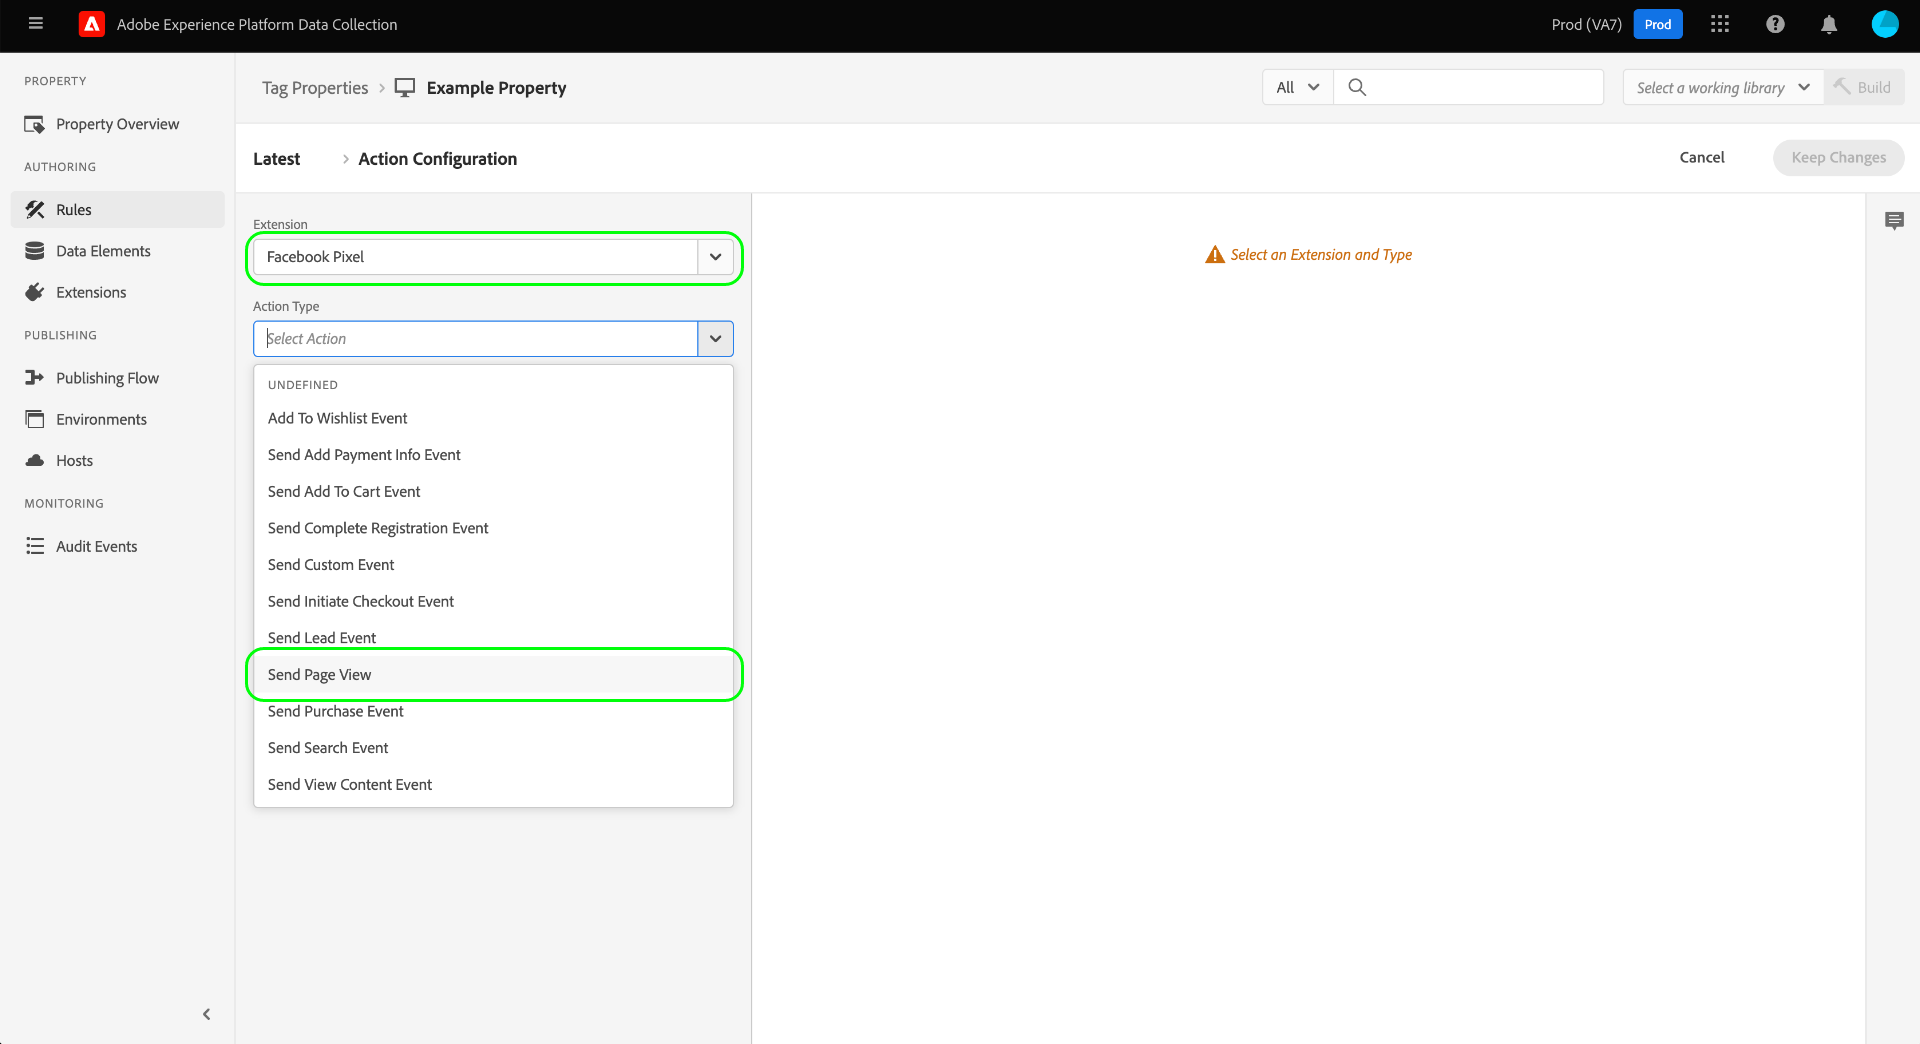 Adobe Experience Platform Data Collection
Prod (VA7)
Prod
PROPERTY
Property Overview
AUTHORING
Rules
Data Elements
Extensions
PUBLISHING
Publishing Flow
Environments
Hosts
MONITORING
Audit Events
Tag Properties
Example Property
All
Select a working library
Build
Latest
Action Configuration
Cancel
Keep Changes
Extension
Facebook Pixel
Action Type
Select Action
UNDEFINED
Add To Wishlist Event
Send Add Payment Info Event
Send Add To Cart Event
Send Complete Registration Event
Send Custom Event
Send Initiate Checkout Event
Send Lead Event
Send Page View
Send Purchase Event
Send Search Event
Send View Content Event
Select an Extension and Type